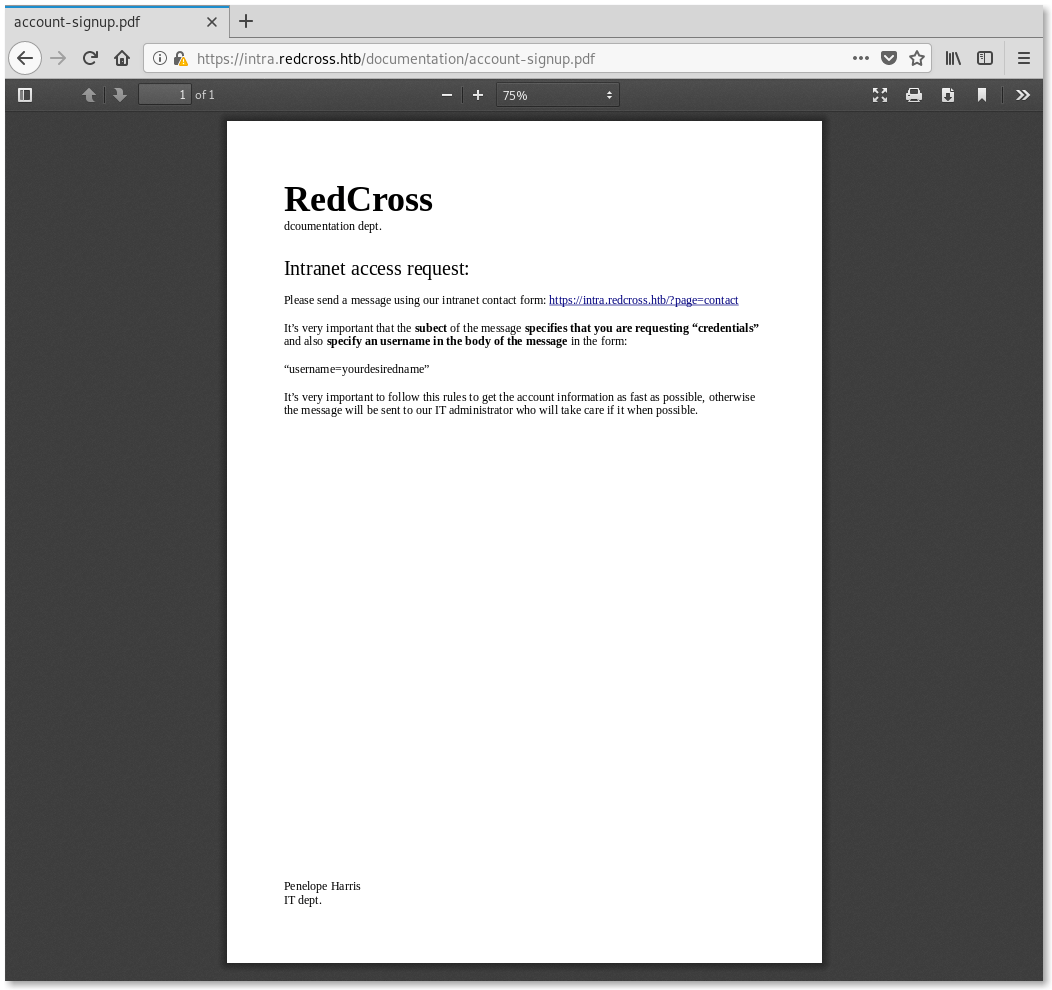 account-signup.pdf
https://intra.redcross.htb/documentation/account-signup.pdf
1 of 1
75%
RedCross
dcoumentation dept.
Intranet access request:
Please send a message using our intranet contact form: https://intra.redcross.htb/?page=contact
It’s very important that the subect of the message specifies that you are requesting “credentials”
and also specify an username in the body of the message in the form:
“username=yourdesiredname”
It’s very important to follow this rules to get the account information as fast as possible, otherwise
the message will be sent to our IT administrator who will take care if it when possible.
Penelope Harris
IT dept.